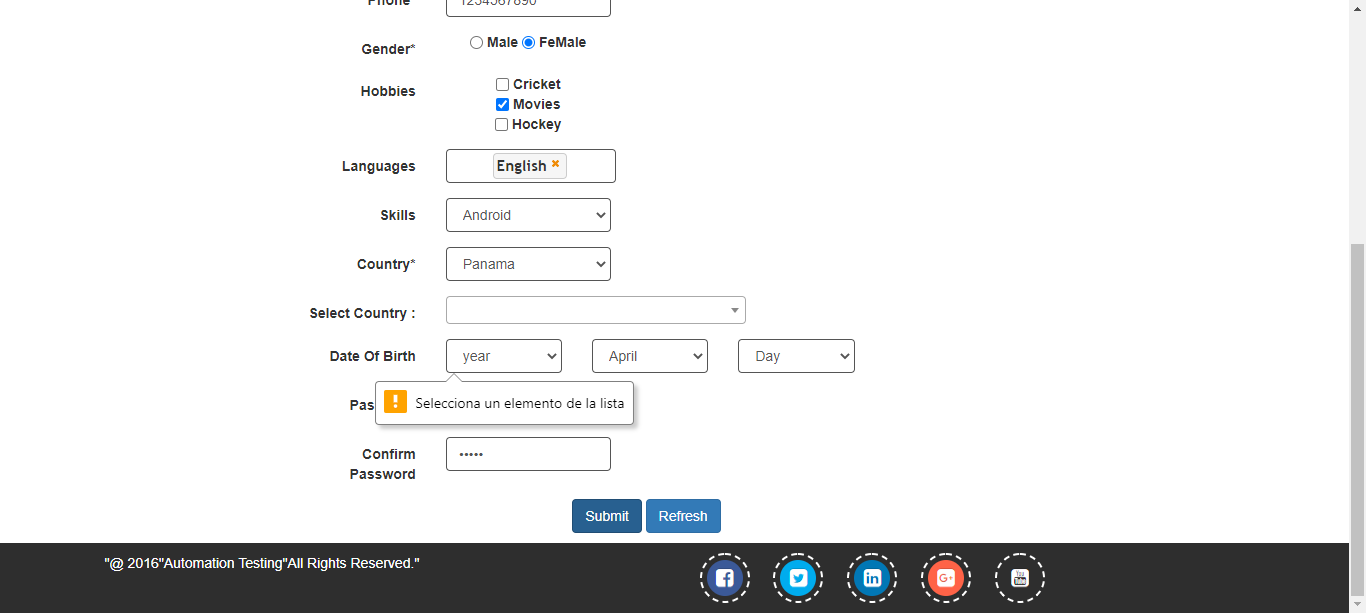 Phone 1234567890
Gender* Male FeMale
Hobbies Cricket
Movies
Hockey
Languages English
Skills Android
Country* Panama
Select Country :
Date Of Birth year April Day
Pas
Selecciona un elemento de la lista
Confirm
Password •••••
Submit Refresh
"@ 2016"Automation Testing"All Rights Reserved."
G+
You
Tube